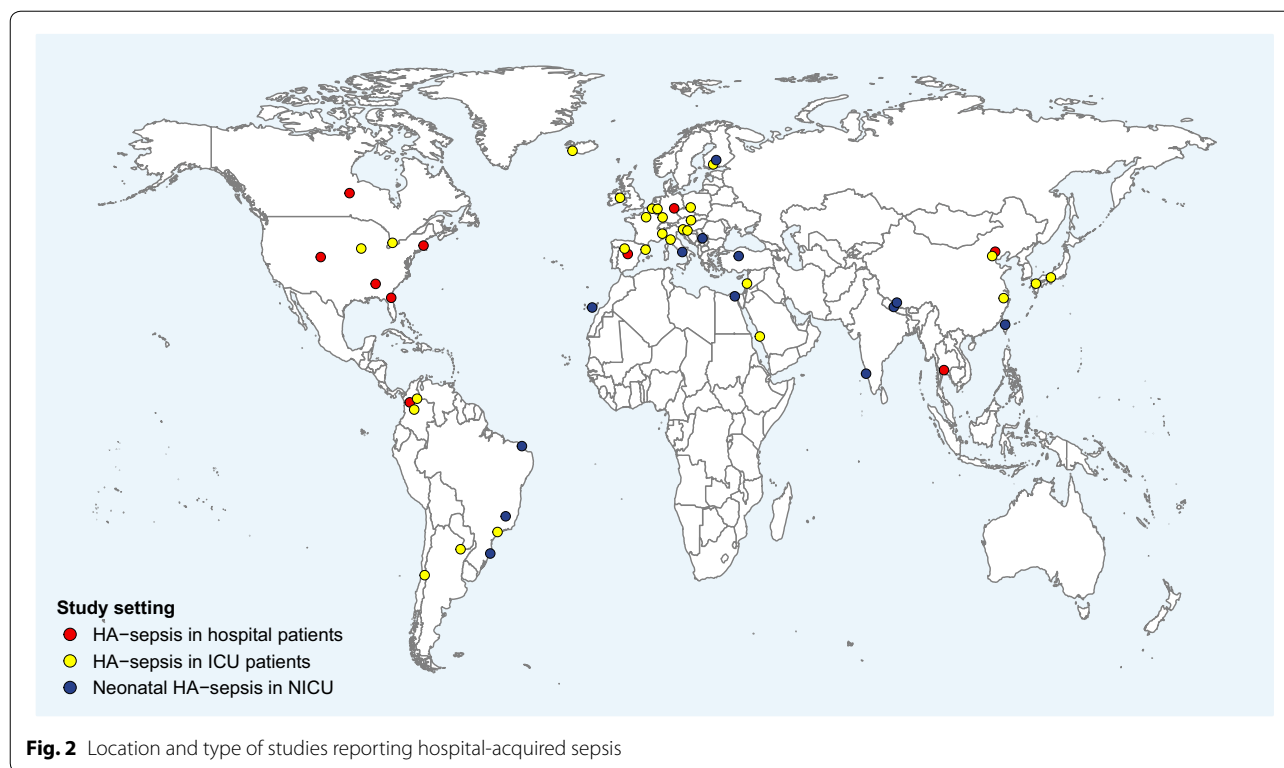 Study setting
HA−sepsis in hospital patients
HA−sepsis in ICU patients
Neonatal HA−sepsis in NICU
Fig. 2 Location and type of studies reporting hospital-acquired sepsis